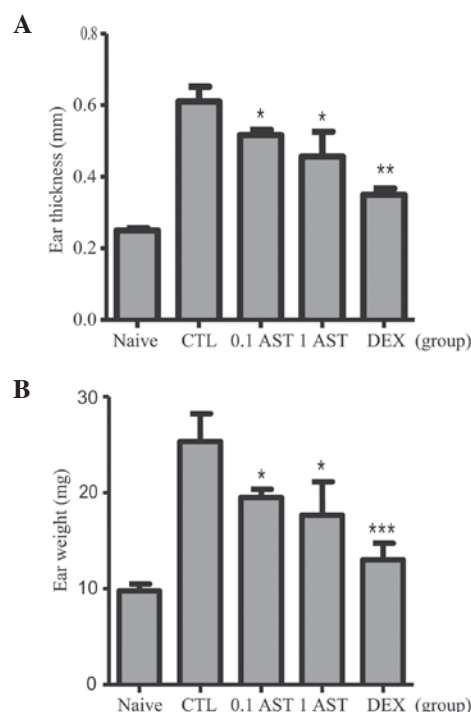 A
Ear thickness (mm)
0.8
0.6
0.4
0.2
0.0
*
*
**
Naive CTL 0.1 AST 1 AST DEX (group)
B
Ear weight (mg)
30
20
10
0
*
*
***
Naive CTL 0.1 AST 1 AST DEX (group)